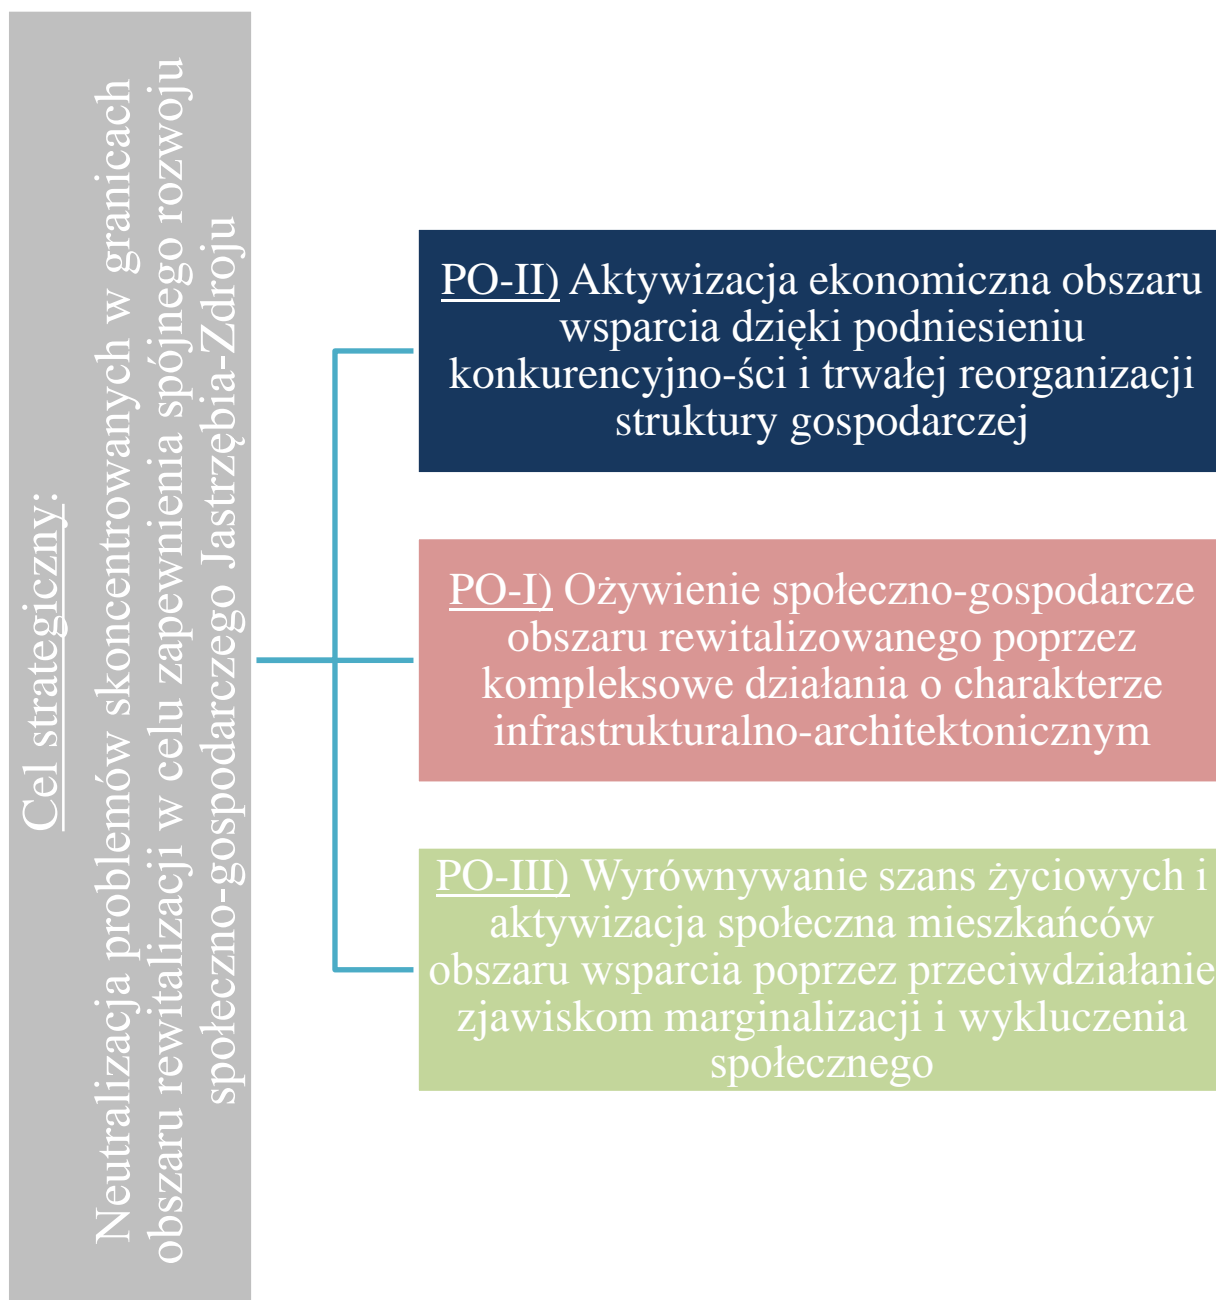 Cel strategiczny:
Neutralizacja problemów skoncentrowanych w granicach
obszaru rewitalizacji w celu zapewnienia spójnego rozwoju
społeczno-gospodarczego Jastrzębia-Zdroju
PO-II) Aktywizacja ekonomiczna obszaru
wsparcia dzięki podniesieniu
konkurencyjno-ści i trwałej reorganizacji
struktury gospodarczej
PO-I) Ożywienie społeczno-gospodarcze
obszaru rewitalizowanego poprzez
kompleksowe działania o charakterze
infrastrukturalno-architektonicznym
PO-III) Wyrównywanie szans życiowych i
aktywizacja społeczna mieszkańców
obszaru wsparcia poprzez przeciwdziałanie
zjawiskom marginalizacji i wykluczenia
społecznego